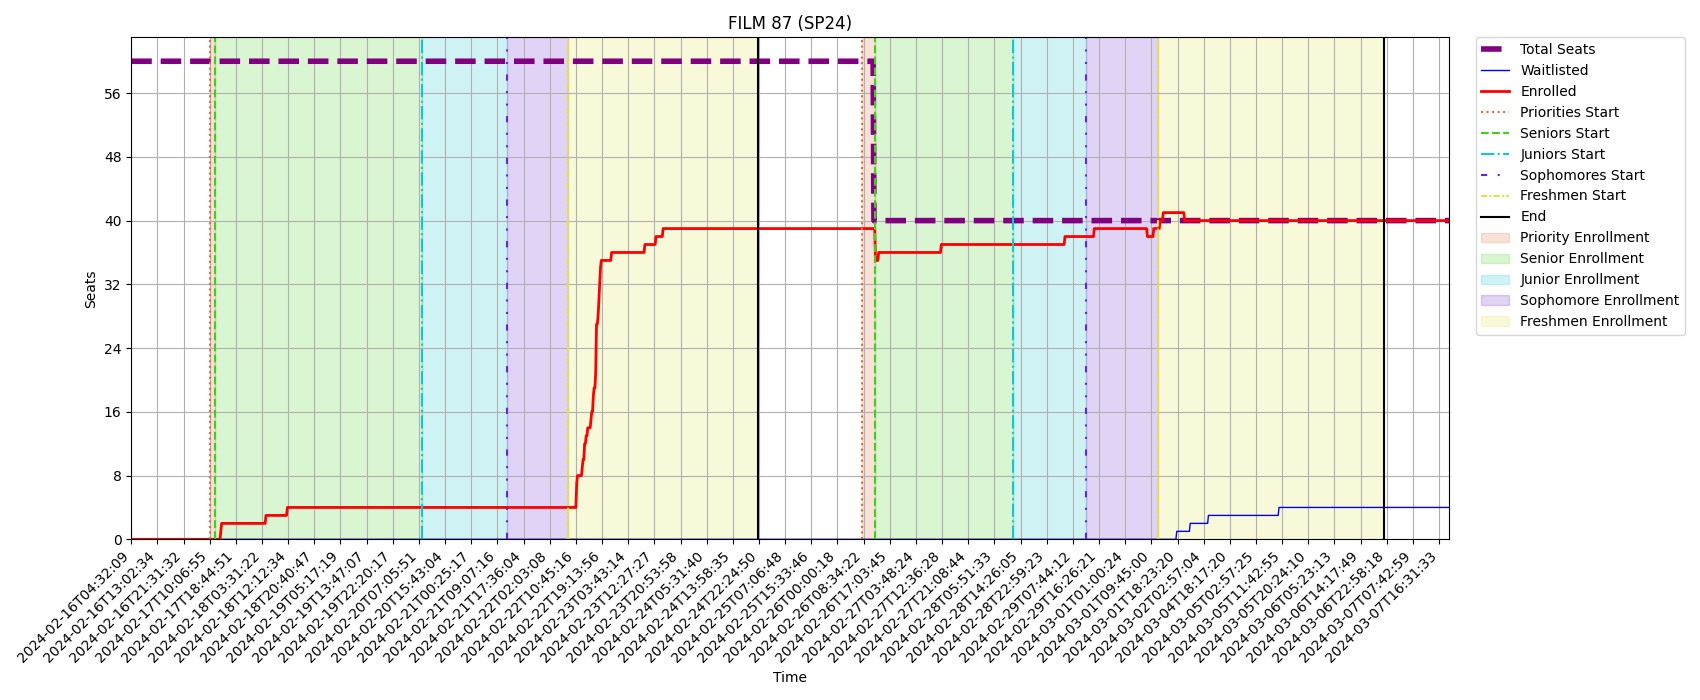 FILM 87 (SP24)
Total Seats
Waitlisted
Enrolled
Priorities Start
Seniors Start
Juniors Start
Sophomores Start
Freshmen Start
End
Priority Enrollment
Senior Enrollment
Junior Enrollment
Sophomore Enrollment
Freshmen Enrollment
Seats
56
48
40
32
24
16
8
0
2024-02-16T04:32:09
2024-02-16T13:02:34
2024-02-16T21:31:32
2024-02-17T10:06:55
2024-02-17T18:44:51
2024-02-18T03:31:22
2024-02-18T12:12:34
2024-02-18T20:40:47
2024-02-19T05:17:19
2024-02-19T13:47:07
2024-02-19T22:20:17
2024-02-20T07:05:51
2024-02-20T15:43:04
2024-02-21T00:25:17
2024-02-21T09:07:16
2024-02-21T17:36:04
2024-02-22T02:03:08
2024-02-22T10:45:16
2024-02-22T19:13:56
2024-02-23T03:43:14
2024-02-23T12:27:27
2024-02-23T20:53:58
2024-02-24T05:31:40
2024-02-24T13:58:35
2024-02-24T22:24:50
2024-02-25T07:06:48
2024-02-25T15:33:46
2024-02-26T00:00:18
2024-02-26T08:34:22
2024-02-26T17:03:45
2024-02-27T03:48:24
2024-02-27T12:36:28
2024-02-27T21:08:44
2024-02-28T05:51:33
2024-02-28T14:26:05
2024-02-28T22:59:23
2024-02-29T07:44:12
2024-02-29T16:26:21
2024-03-01T01:00:24
2024-03-01T09:45:00
2024-03-01T18:23:20
2024-03-02T02:57:04
2024-03-04T18:17:20
2024-03-05T02:57:25
2024-03-05T11:42:55
2024-03-05T20:24:10
2024-03-06T05:23:13
2024-03-06T14:17:49
2024-03-06T22:58:18
2024-03-07T07:42:59
2024-03-07T16:31:33
Time